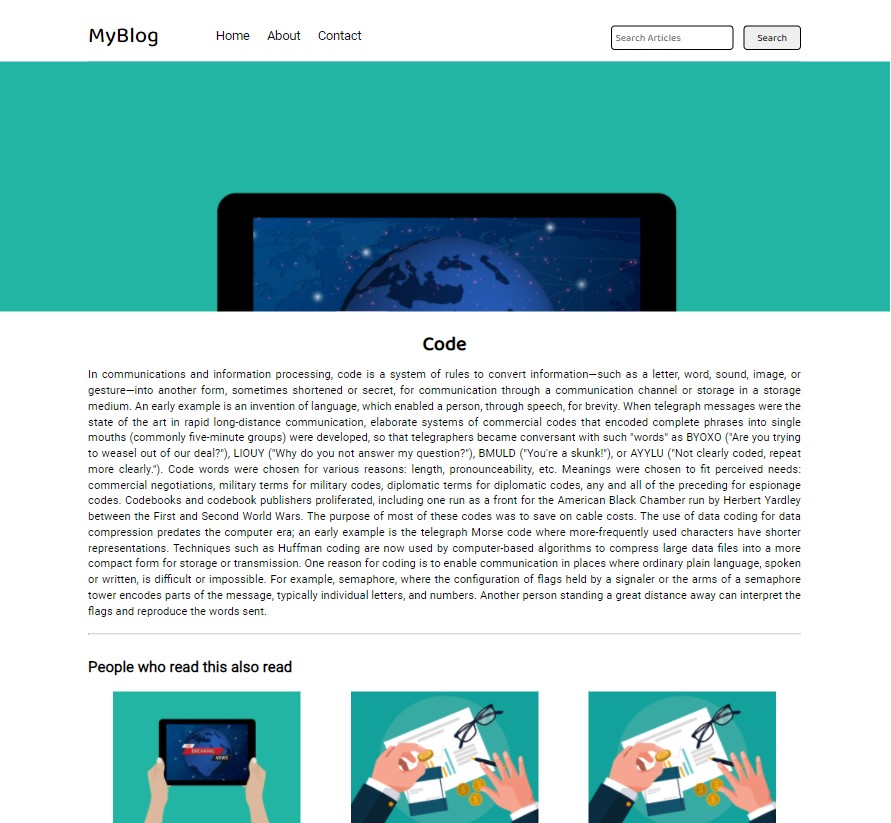 MyBlog Home About Contact Search Articles Search
Code
In communications and information processing, code is a system of rules to convert information—such as a letter, word, sound, image, or
gesture—into another form, sometimes shortened or secret, for communication through a communication channel or storage in a storage
medium. An early example is an invention of language, which enabled a person, through speech, for brevity. When telegraph messages were the
state of the art in rapid long-distance communication, elaborate systems of commercial codes that encoded complete phrases into single
mouths (commonly five-minute groups) were developed, so that telegraphers became conversant with such "words" as BYOXO ("Are you trying
to weasel out of our deal?"), LIOUY ("Why do you not answer my question?"), BMULD ("You're a skunk!"), or AYYLU ("Not clearly coded, repeat
more clearly."). Code words were chosen for various reasons: length, pronounceability, etc. Meanings were chosen to fit perceived needs:
commercial negotiations, military terms for military codes, diplomatic terms for diplomatic codes, any and all of the preceding for espionage
codes. Codebooks and codebook publishers proliferated, including one run as a front for the American Black Chamber run by Herbert Yardley
between the First and Second World Wars. The purpose of most of these codes was to save on cable costs. The use of data coding for data
compression predates the computer era; an early example is the telegraph Morse code where more-frequently used characters have shorter
representations. Techniques such as Huffman coding are now used by computer-based algorithms to compress large data files into a more
compact form for storage or transmission. One reason for coding is to enable communication in places where ordinary plain language, spoken
or written, is difficult or impossible. For example, semaphore, where the configuration of flags held by a signaler or the arms of a semaphore
tower encodes parts of the message, typically individual letters, and numbers. Another person standing a great distance away can interpret the
flags and reproduce the words sent.
People who read this also read
BREAKING
NEWS